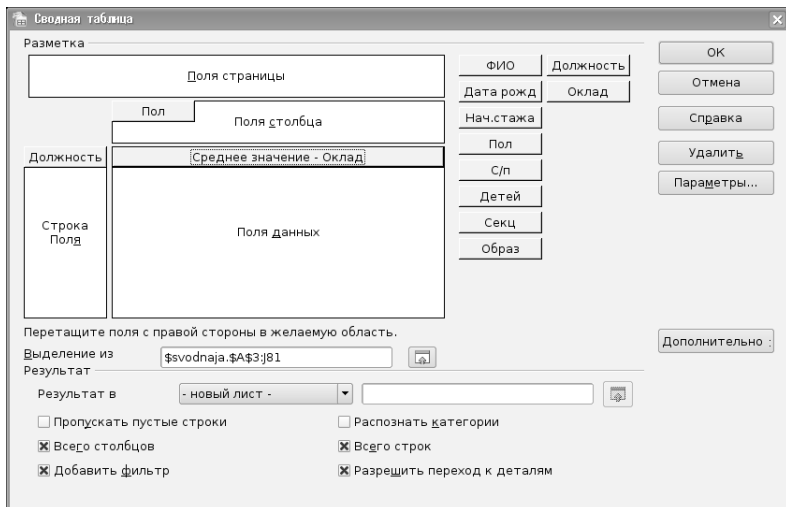 Сводная таблица
Разметка
Поля страницы
ФИО
Должность
OK
Дата рожд
Оклад
Отмена
Пол
Поля столбца
Нач.стажа
Справка
Пол
Должность
Среднее значение - Оклад
С/п
Удалить
Детей
Параметры...
Строка
Поля
Поля данных
Секц
Образ
Перетащите поля с правой стороны в желаемую область.
Выделение из
$svodnaja.$A$3:J81
Дополнительно :
Результат
Результат в
- новый лист -
Пропускать пустые строки
Распознать категории
Всего столбцов
Всего строк
Добавить фильтр
Разрешить переход к деталям